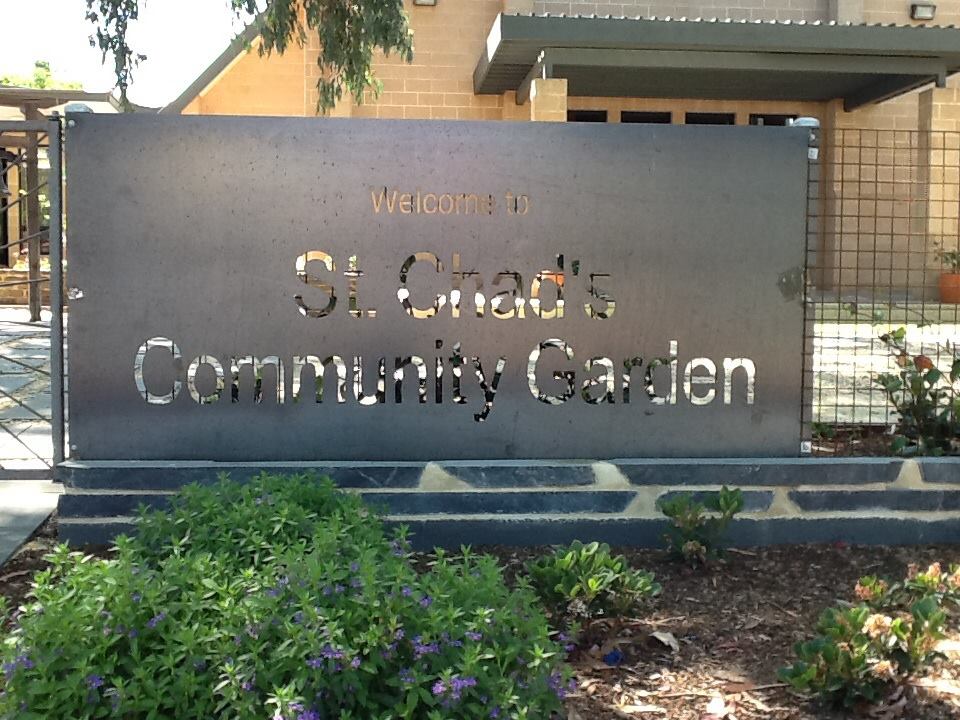 Welcome to
St. Chad's
Community Garden